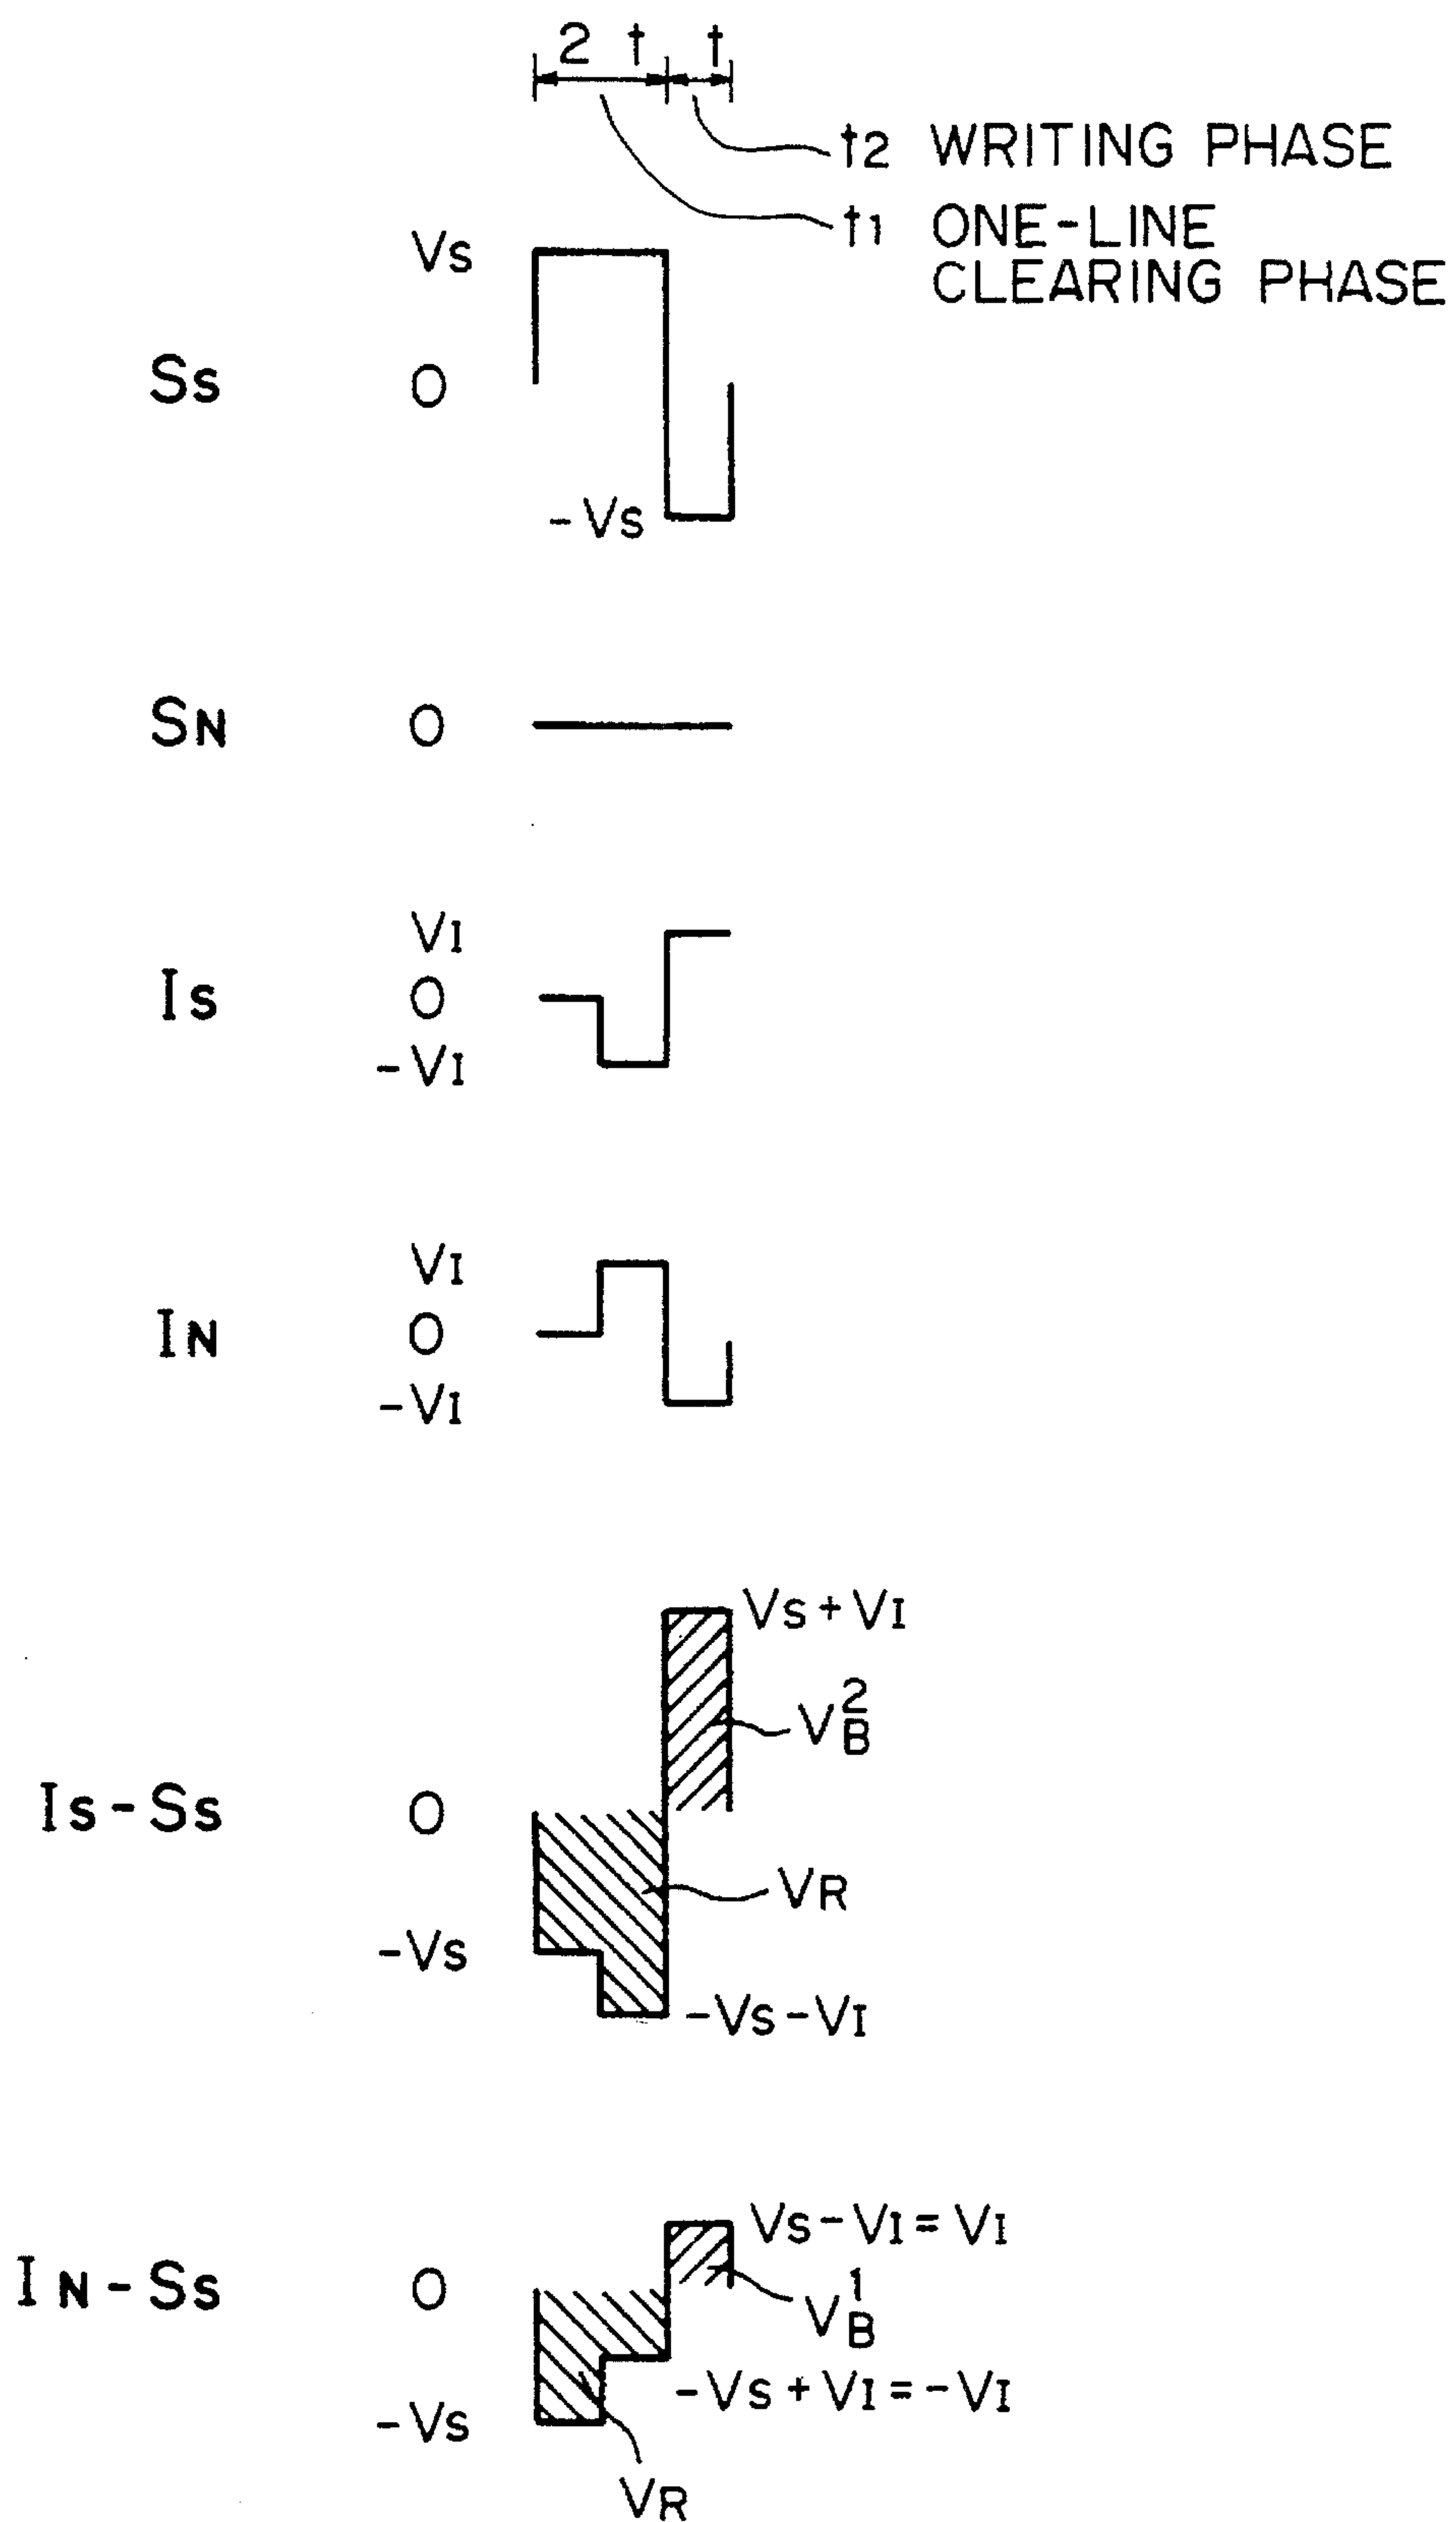 2 t t
t2 WRITING PHASE
t1 ONE-LINE
CLEARING PHASE
Vs
Ss 0
-Vs
SN 0
VI
Is 0
-VI
VI
IN 0
-VI
Vs+VI
V²B
Is-Ss 0
VR
-Vs
-Vs-VI
Vs-VI=VI
IN-Ss 0
V¹B
-Vs+VI=-VI
-Vs
VR